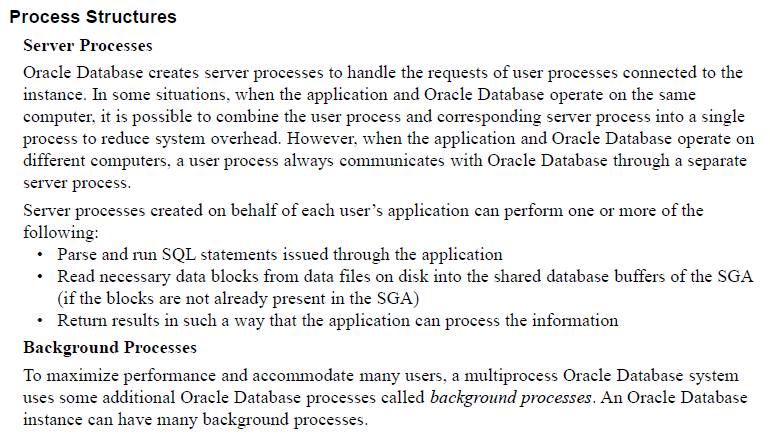 Process Structures
Server Processes
Oracle Database creates server processes to handle the requests of user processes connected to the
instance. In some situations, when the application and Oracle Database operate on the same
computer, it is possible to combine the user process and corresponding server process into a single
process to reduce system overhead. However, when the application and Oracle Database operate on
different computers, a user process always communicates with Oracle Database through a separate
server process.
Server processes created on behalf of each user’s application can perform one or more of the
following:
• Parse and run SQL statements issued through the application
• Read necessary data blocks from data files on disk into the shared database buffers of the SGA
(if the blocks are not already present in the SGA)
• Return results in such a way that the application can process the information
Background Processes
To maximize performance and accommodate many users, a multiprocess Oracle Database system
uses some additional Oracle Database processes called background processes. An Oracle Database
instance can have many background processes.